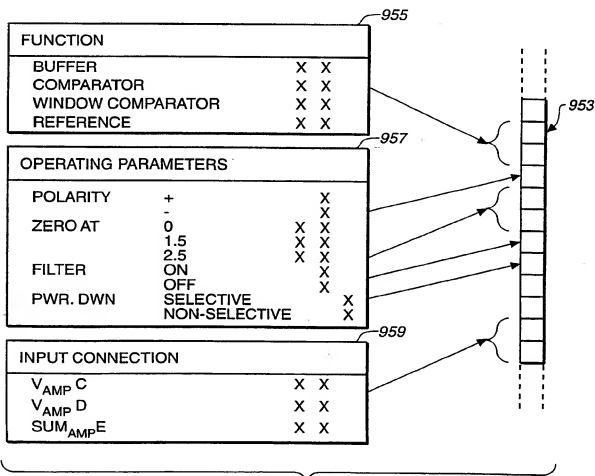 955
FUNCTION
BUFFER X X
COMPARATOR X X
WINDOW COMPARATOR X X
REFERENCE X X
953
957
OPERATING PARAMETERS
POLARITY + X
- X
ZERO AT 0 X X
1.5 X X
2.5 X X
FILTER ON X
OFF X
PWR. DWN SELECTIVE X
NON-SELECTIVE X
959
INPUT CONNECTION
VAMP C X X
VAMP D X X
SUMAMPE X X